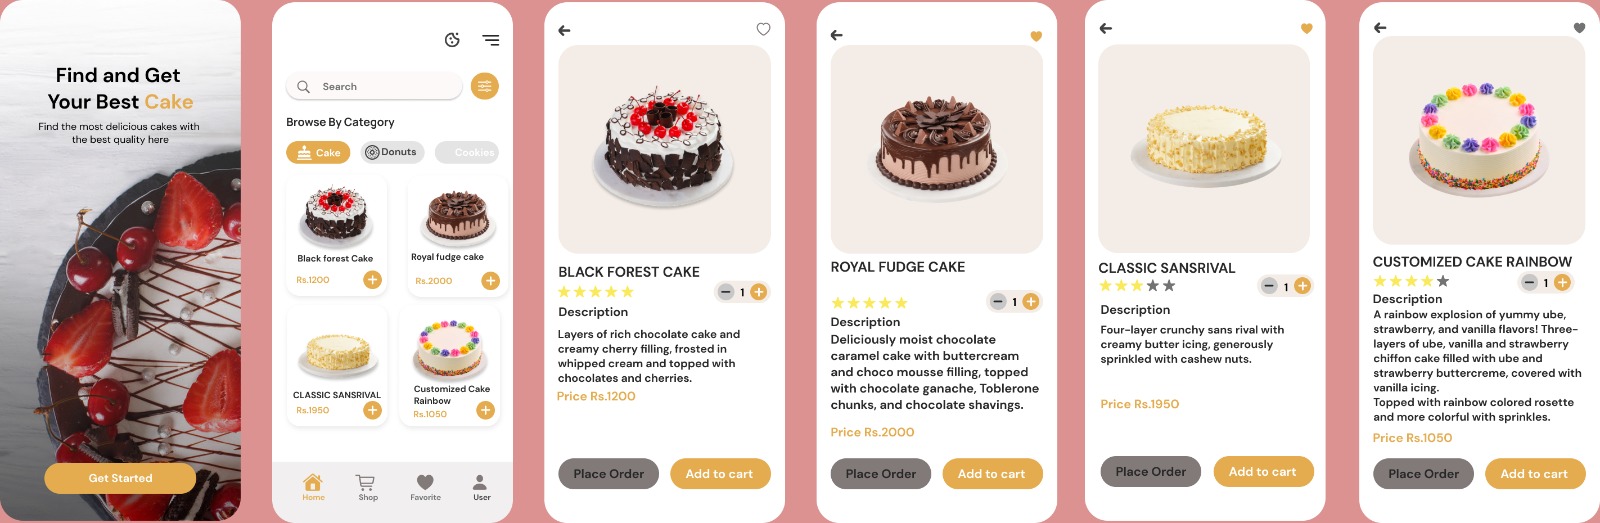 Find and Get
Your Best Cake
Find the most delicious cakes with
the best quality here
Get Started
Search
Browse By Category
Cake
Donuts
Cookies
Black forest Cake
Rs.1200
Royal fudge cake
Rs.2000
CLASSIC SANSRIVAL
Rs.1950
Customized Cake
Rainbow
Rs.1050
Home
Shop
Favorite
User
BLACK FOREST CAKE
1
Description
Layers of rich chocolate cake and
creamy cherry filling, frosted in
whipped cream and topped with
chocolates and cherries.
Price Rs.1200
Place Order
Add to cart
ROYAL FUDGE CAKE
1
Description
Deliciously moist chocolate
caramel cake with buttercream
and choco mousse filling, topped
with chocolate ganache, Toblerone
chunks, and chocolate shavings.
Price Rs.2000
Place Order
Add to cart
CLASSIC SANSRIVAL
1
Description
Four-layer crunchy sans rival with
creamy butter icing, generously
sprinkled with cashew nuts.
Price Rs.1950
Place Order
Add to cart
CUSTOMIZED CAKE RAINBOW
1
Description
A rainbow explosion of yummy ube,
strawberry, and vanilla flavors! Three-
layers of ube, vanilla and strawberry
chiffon cake filled with ube and
strawberry buttercreme, covered with
vanilla icing.
Topped with rainbow colored rosette
and more colorful with sprinkles.
Price Rs.1050
Place Order
Add to cart